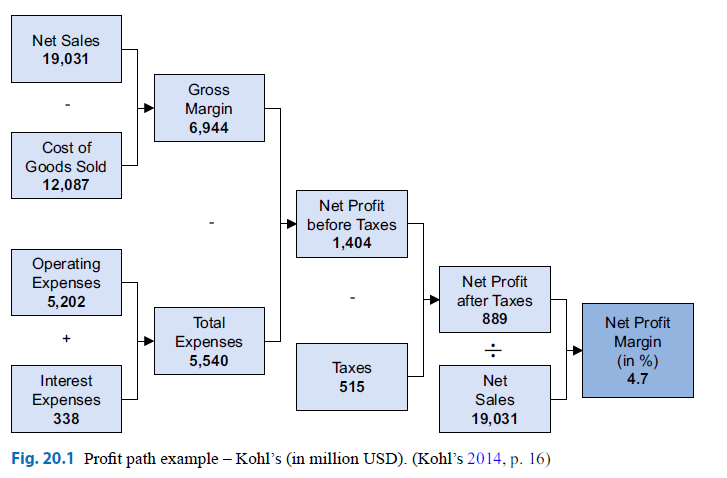 Net Sales
19,031
-
Cost of
Goods Sold
12,087
Gross
Margin
6,944
-
Operating
Expenses
5,202
+
Interest
Expenses
338
Total
Expenses
5,540
Net Profit
before Taxes
1,404
-
Taxes
515
Net Profit
after Taxes
889
÷
Net
Sales
19,031
Net Profit
Margin
(in %)
4.7
Fig. 20.1 Profit path example – Kohl's (in million USD). (Kohl's 2014, p. 16)